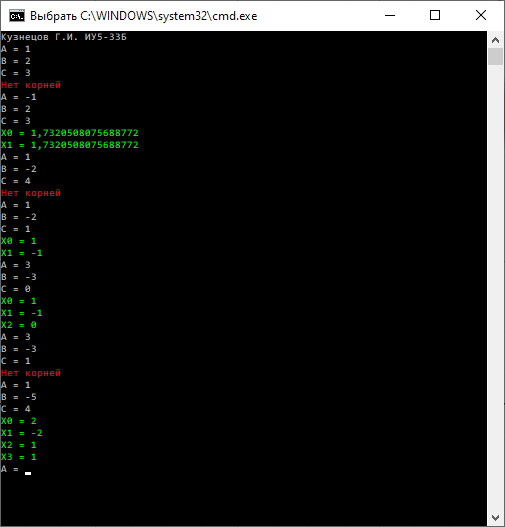 Выбрать C:\WINDOWS\system32\cmd.exe
Кузнецов Г.И. ИУ5-33Б
A = 1
B = 2
C = 3
Нет корней
A = -1
B = 2
C = 3
X0 = 1,7320508075688772
X1 = 1,7320508075688772
A = 1
B = -2
C = 4
Нет корней
A = 1
B = -2
C = 1
X0 = 1
X1 = -1
A = 3
B = -3
C = 0
X0 = 1
X1 = -1
X2 = 0
A = 3
B = -3
C = 1
Нет корней
A = 1
B = -5
C = 4
X0 = 2
X1 = -2
X2 = 1
X3 = 1
A =